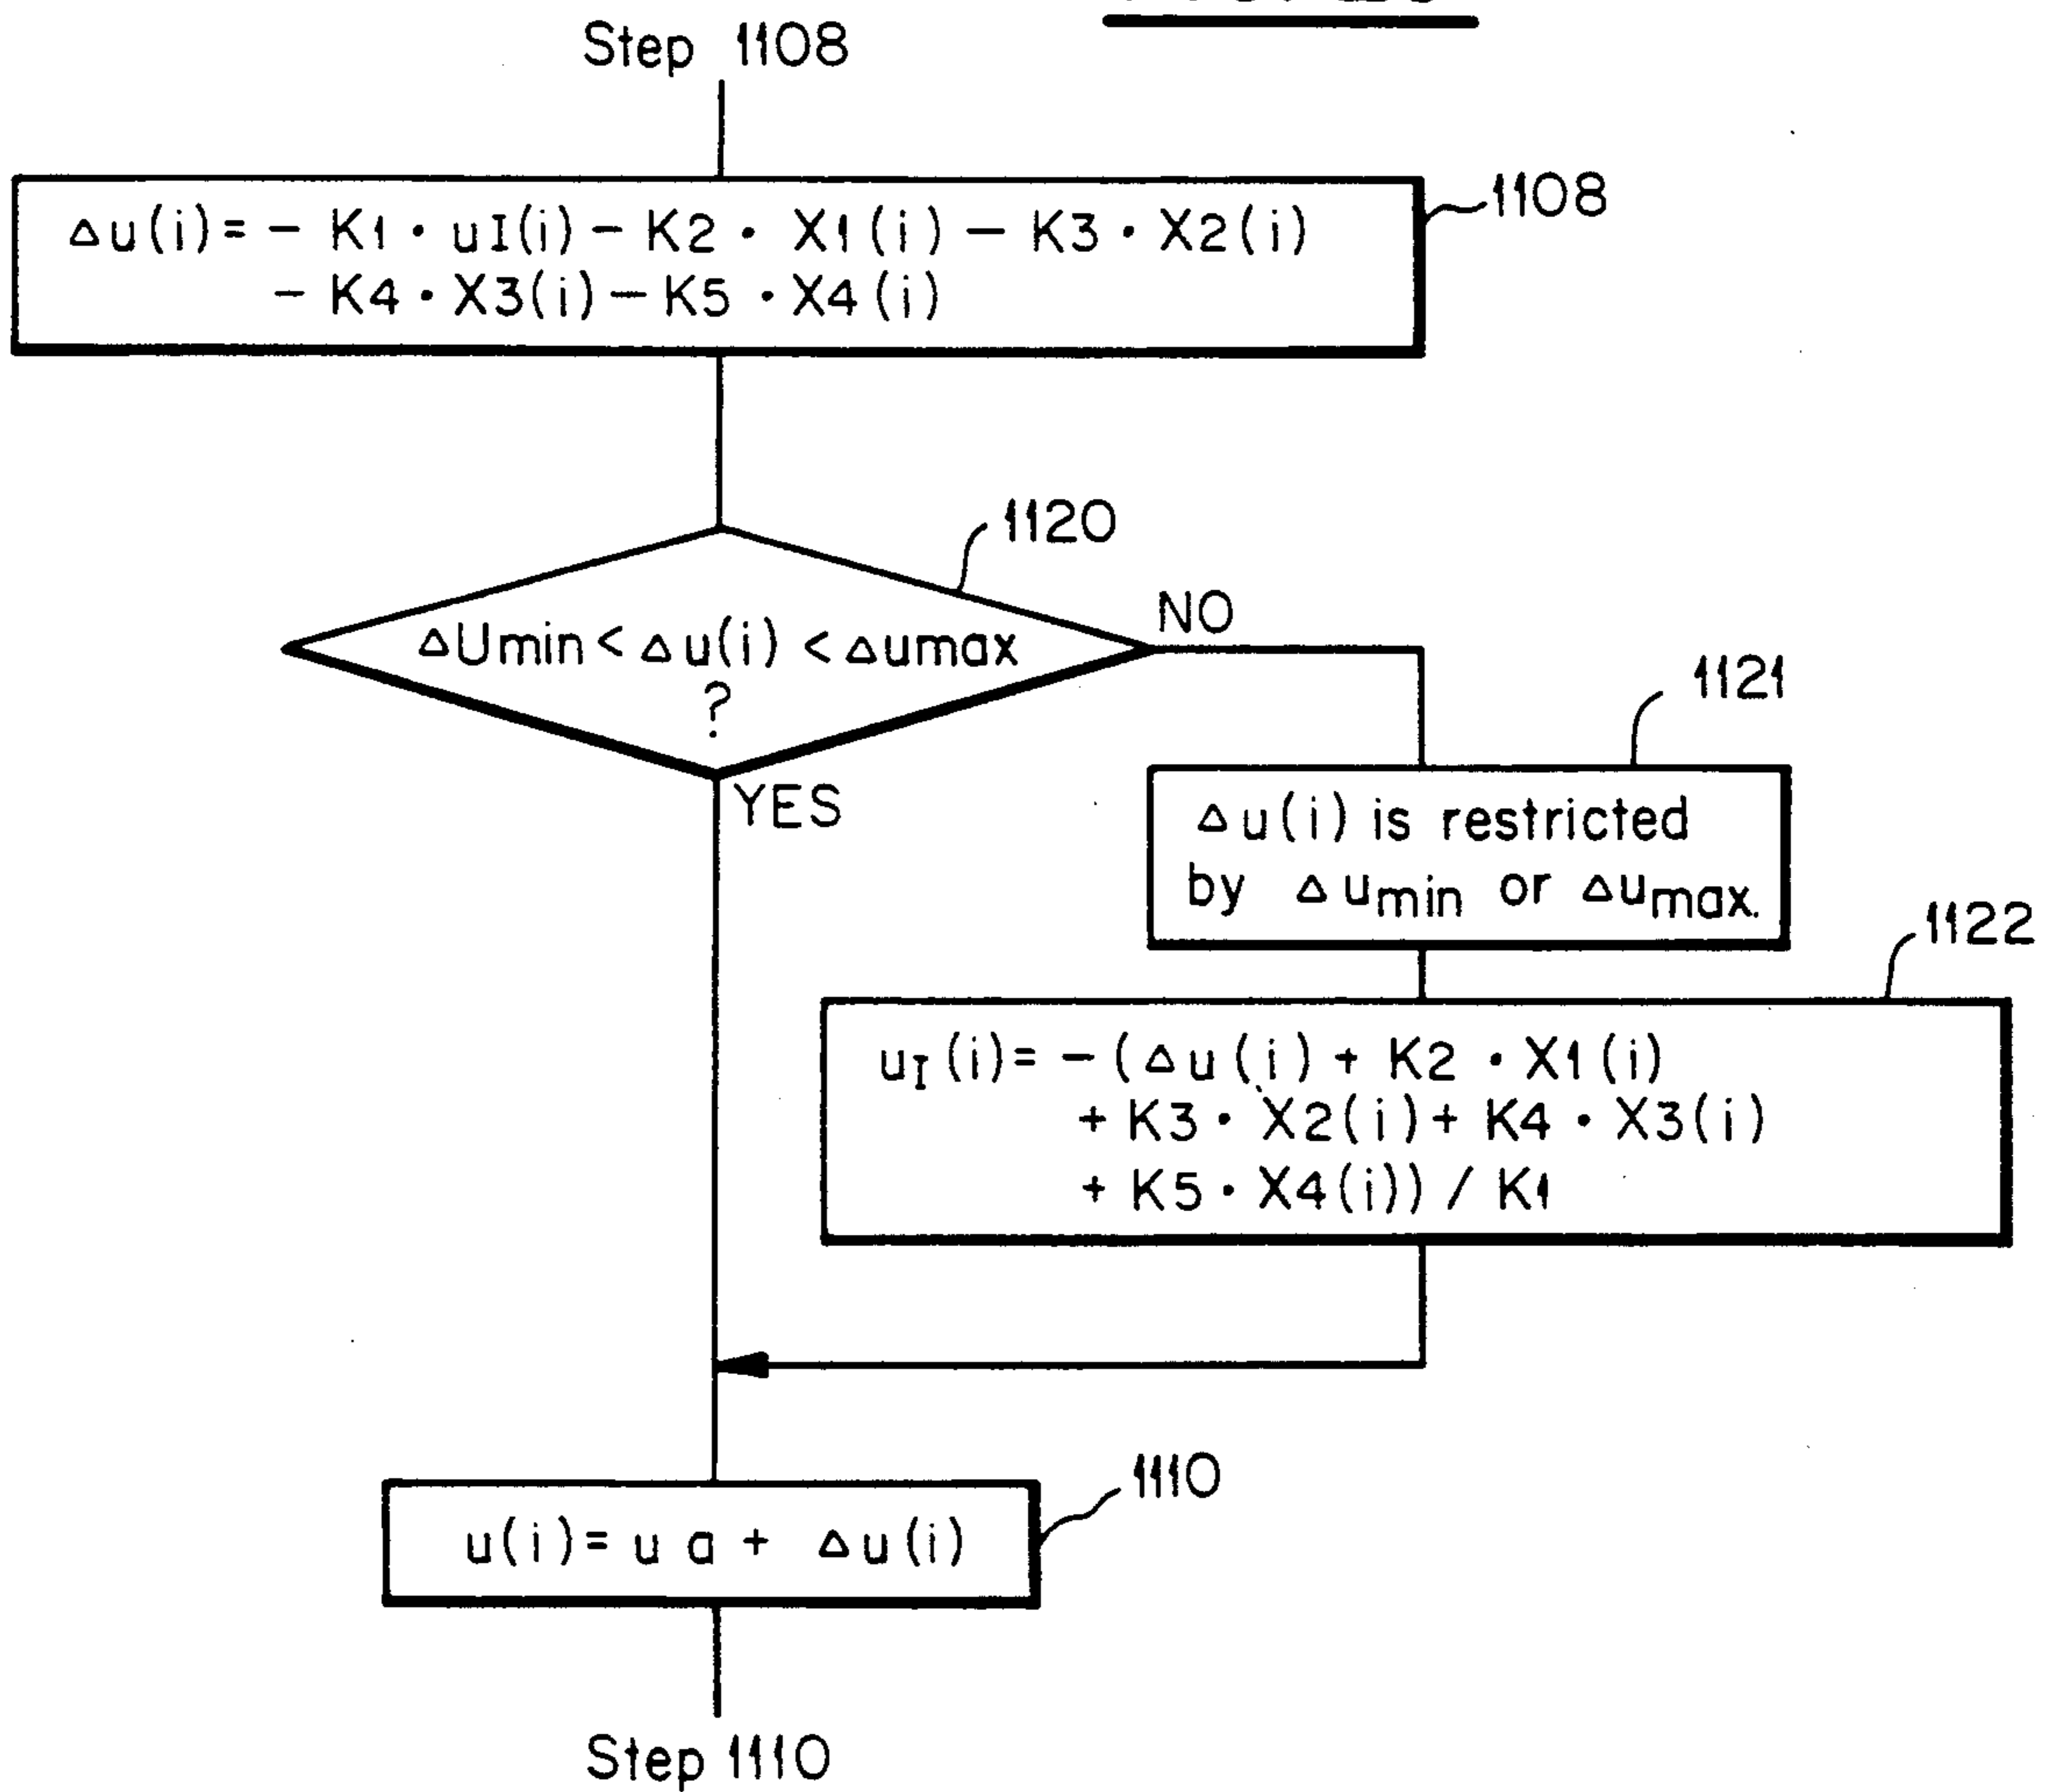 Step 1108
Δu(i)= - K1 · uI(i) - K2 · X1(i) - K3 · X2(i)
- K4 · X3(i) - K5 · X4(i)
1108
1120
ΔUmin < Δu(i) < Δumax
?
NO
YES
1121
Δu(i) is restricted
by Δumin or Δumax.
1122
uI(i)= -(Δu(i) + K2 · X1(i)
+ K3 · X2(i) + K4 · X3(i)
+ K5 · X4(i)) / K1
1110
u(i)= u a + Δu(i)
Step 1110